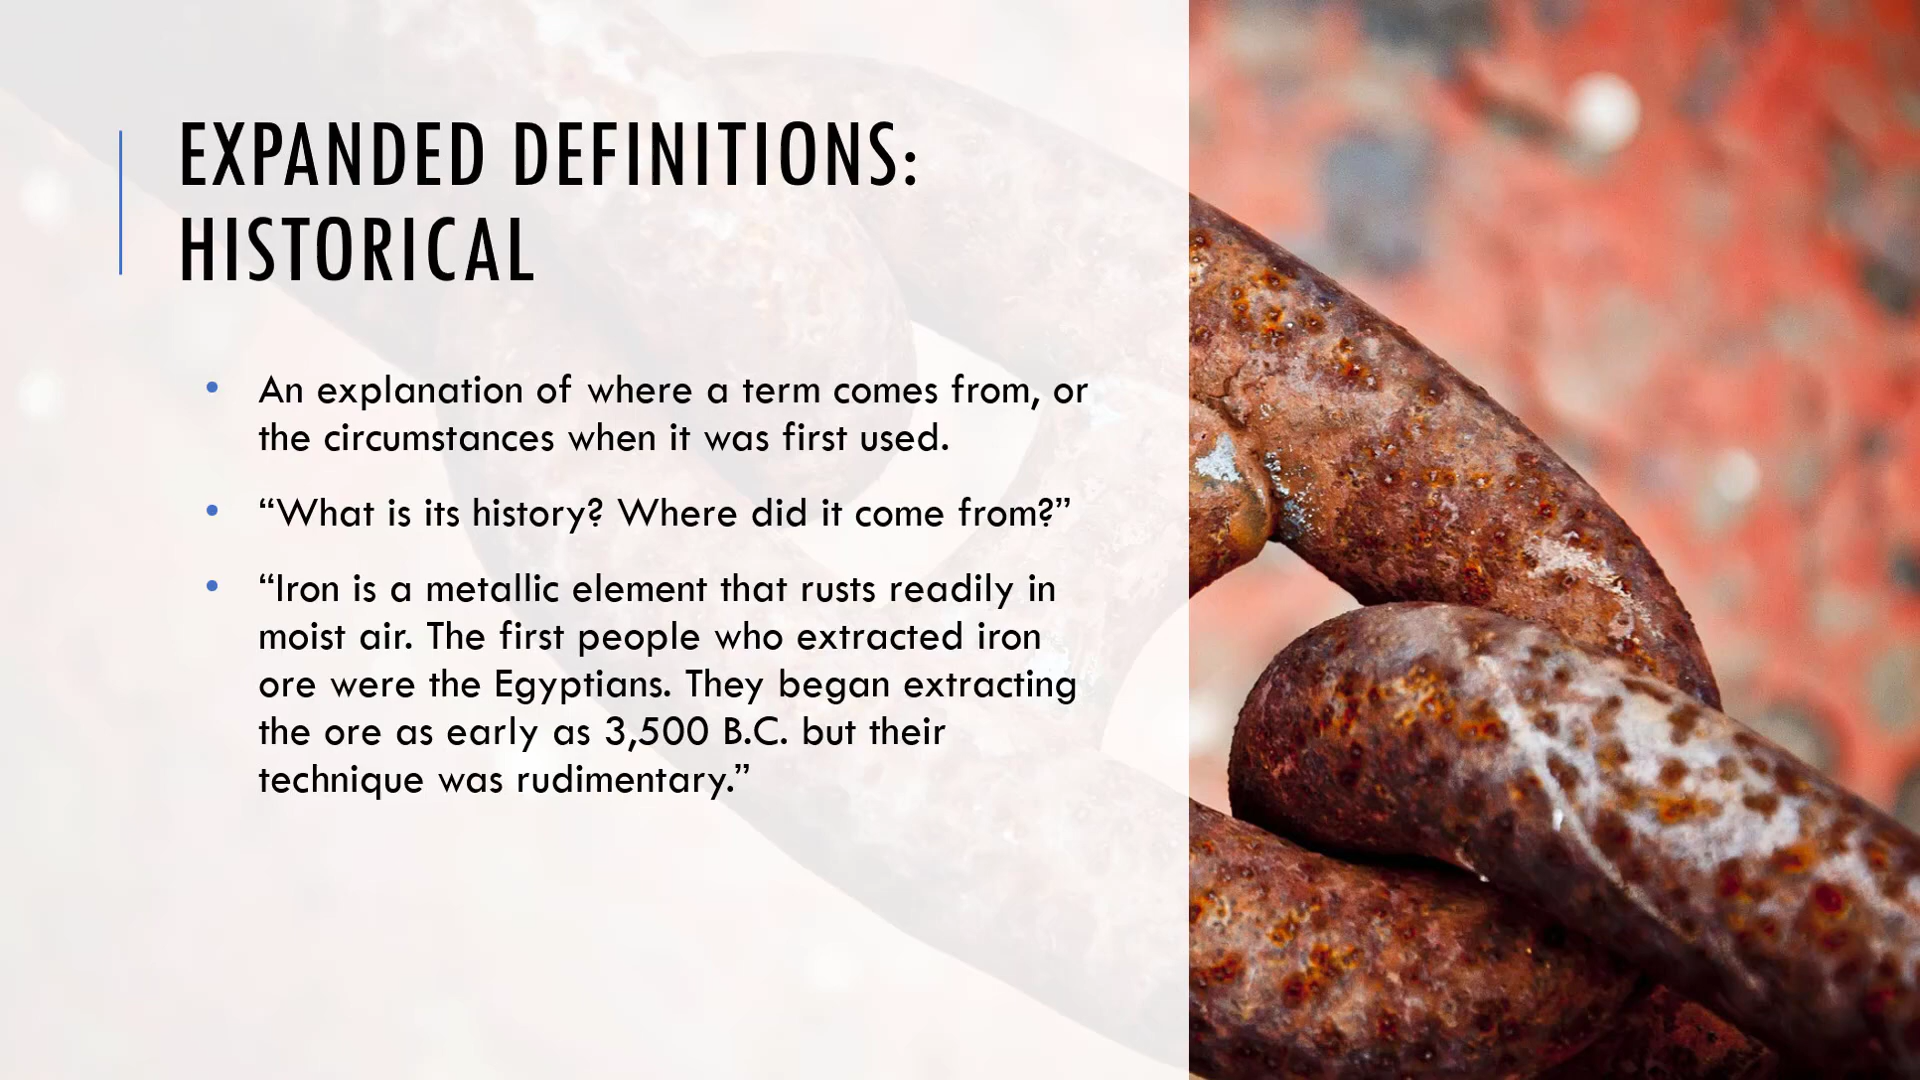 EXPANDED DEFINITIONS:
HISTORICAL
• An explanation of where a term comes from, or
the circumstances when it was first used.
• “What is its history? Where did it come from?”
• “Iron is a metallic element that rusts readily in
moist air. The first people who extracted iron
ore were the Egyptians. They began extracting
the ore as early as 3,500 B.C. but their
technique was rudimentary.”